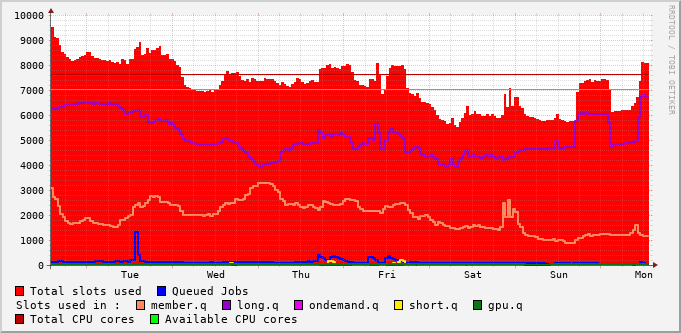 10000
9000
8000
7000
6000
5000
4000
3000
2000
1000
0
Tue Wed Thu Fri Sat Sun Mon
Total slots used Queued Jobs
Slots used in : member.q long.q ondemand.q short.q gpu.q
Total CPU cores Available CPU cores
RRDTOOL / TOBI OETIKER